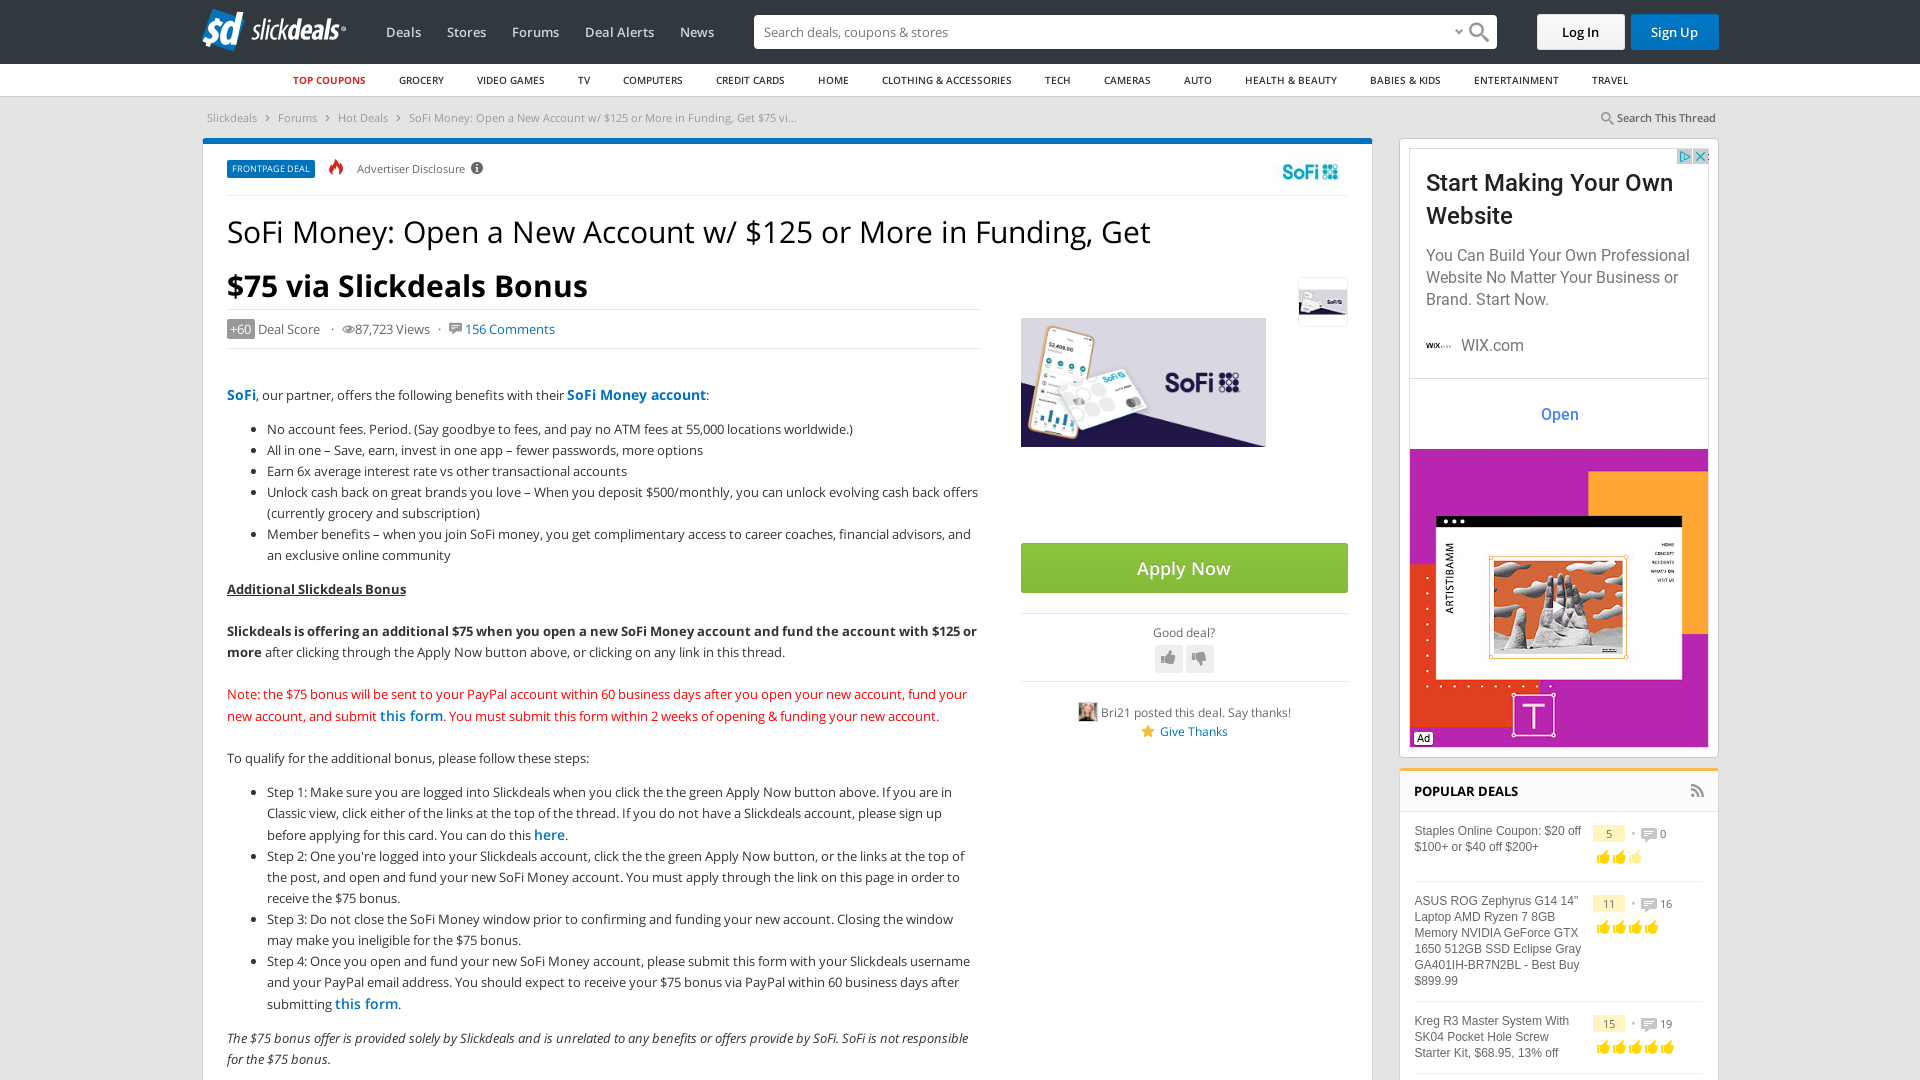 sd slickdeals
Deals
Stores
Forums
Deal Alerts
News
Search deals, coupons & stores
Log In
Sign Up
TOP COUPONS
GROCERY
VIDEO GAMES
TV
COMPUTERS
CREDIT CARDS
HOME
CLOTHING & ACCESSORIES
TECH
CAMERAS
AUTO
HEALTH & BEAUTY
BABIES & KIDS
ENTERTAINMENT
TRAVEL
Slickdeals > Forums > Hot Deals > SoFi Money: Open a New Account w/ $125 or More in Funding, Get $75 vi...
Search This Thread
FRONTPAGE DEAL
Advertiser Disclosure
SoFi
SoFi Money: Open a New Account w/ $125 or More in Funding, Get
$75 via Slickdeals Bonus
+60 Deal Score · 87,723 Views · 156 Comments
SoFi, our partner, offers the following benefits with their SoFi Money account:
• No account fees. Period. (Say goodbye to fees, and pay no ATM fees at 55,000 locations worldwide.)
• All in one – Save, earn, invest in one app – fewer passwords, more options
• Earn 6x average interest rate vs other transactional accounts
• Unlock cash back on great brands you love – When you deposit $500/monthly, you can unlock evolving cash back offers
(currently grocery and subscription)
• Member benefits – when you join SoFi money, you get complimentary access to career coaches, financial advisors, and
an exclusive online community
Additional Slickdeals Bonus
Slickdeals is offering an additional $75 when you open a new SoFi Money account and fund the account with $125 or
more after clicking through the Apply Now button above, or clicking on any link in this thread.
Note: the $75 bonus will be sent to your PayPal account within 60 business days after you open your new account, fund your
new account, and submit this form. You must submit this form within 2 weeks of opening & funding your new account.
To qualify for the additional bonus, please follow these steps:
• Step 1: Make sure you are logged into Slickdeals when you click the the green Apply Now button above. If you are in
Classic view, click either of the links at the top of the thread. If you do not have a Slickdeals account, please sign up
before applying for this card. You can do this here.
• Step 2: One you're logged into your Slickdeals account, click the the green Apply Now button, or the links at the top of
the post, and open and fund your new SoFi Money account. You must apply through the link on this page in order to
receive the $75 bonus.
• Step 3: Do not close the SoFi Money window prior to confirming and funding your new account. Closing the window
may make you ineligible for the $75 bonus.
• Step 4: Once you open and fund your new SoFi Money account, please submit this form with your Slickdeals username
and your PayPal email address. You should expect to receive your $75 bonus via PayPal within 60 business days after
submitting this form.
The $75 bonus offer is provided solely by Slickdeals and is unrelated to any benefits or offers provide by SoFi. SoFi is not responsible
for the $75 bonus.
$2,408.00
SoFi
SoFi
Apply Now
Good deal?
Bri21 posted this deal. Say thanks!
Give Thanks
Start Making Your Own
Website
You Can Build Your Own Professional
Website No Matter Your Business or
Brand. Start Now.
WIX.com
Open
ARTISTIBAMM
HOME
CONCEPT
RESIDENTS
WHAT'S ON
VISIT US
T
Ad
POPULAR DEALS
Staples Online Coupon: $20 off
$100+ or $40 off $200+
5 • 0
ASUS ROG Zephyrus G14 14"
Laptop AMD Ryzen 7 8GB
Memory NVIDIA GeForce GTX
1650 512GB SSD Eclipse Gray
GA401IH-BR7N2BL - Best Buy
$899.99
11 • 16
Kreg R3 Master System With
SK04 Pocket Hole Screw
Starter Kit, $68.95, 13% off
15 • 19